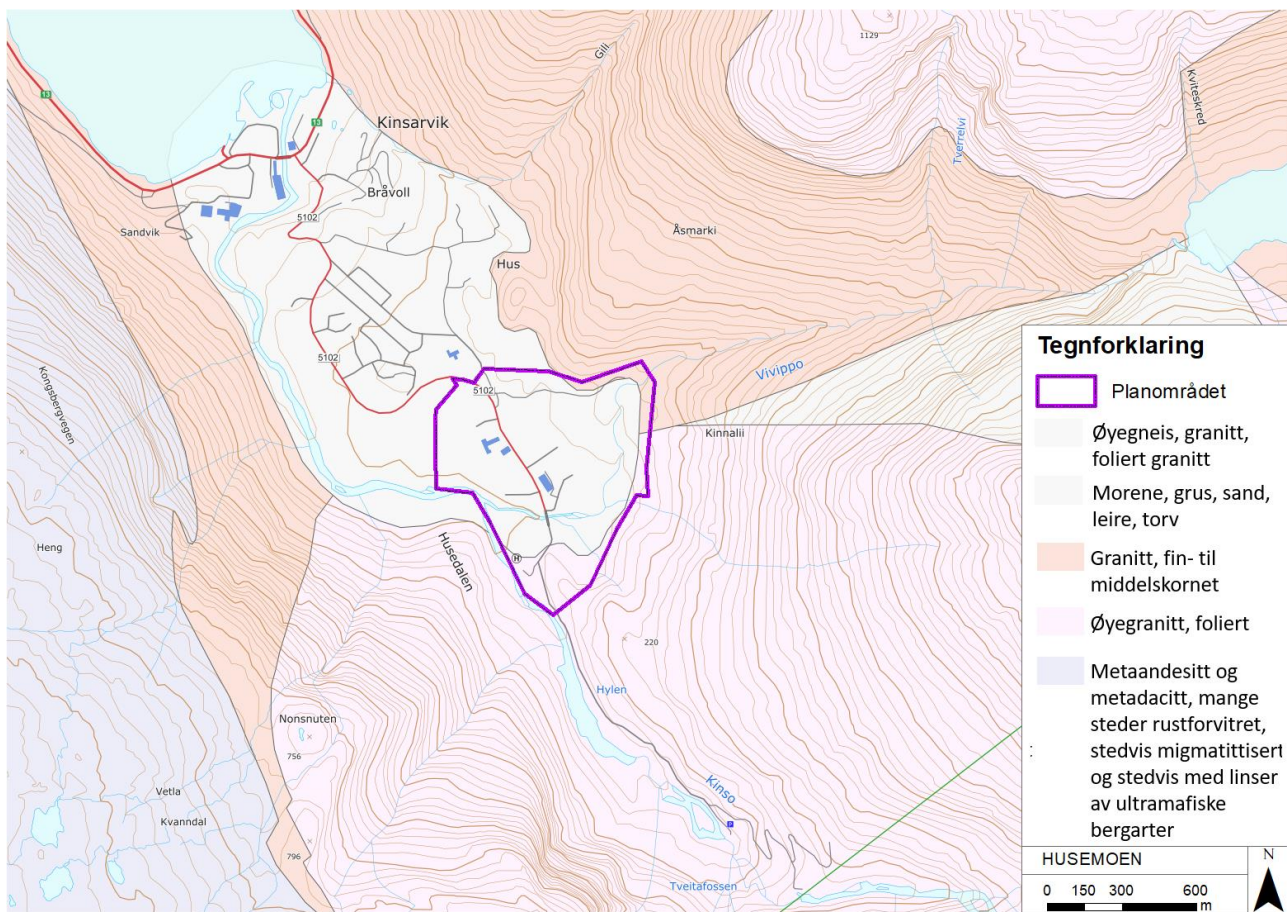 1129
Gili
Kviteskred
Tverrelvi
13
Kinsarvik
13
Bråvoll
5102
Sandvik
Åsmarki
Hus
5102
Vivippo
5102
Kinnalii
Kongsbergvegen
Heng
Husedalen
H
220
Hylen
Nonsnuten
756
Vetla
Kvanndal
Kinso
P
796
Tveitafossen
Tegnforklaring
Planområdet
Øyegneis, granitt,
foliert granitt
Morene, grus, sand,
leire, torv
Granitt, fin- til
middelskornet
Øyegranitt, foliert
Metaandesitt og
metadacitt, mange
steder rustforvitret,
: stedvis migmatittisert
og stedvis med linser
av ultramafiske
bergarter
HUSEMOEN
N
0 150 300 600
m